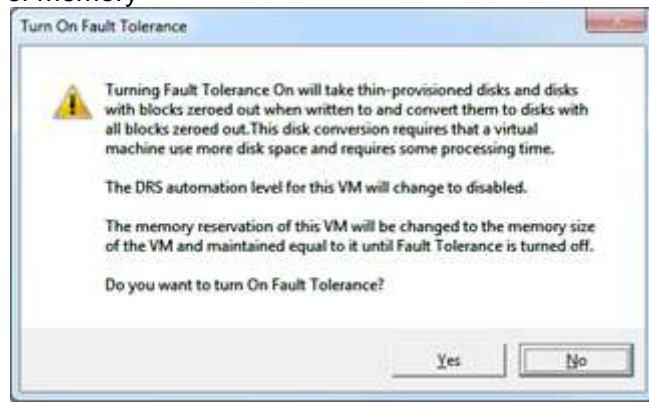 Turn On Fault Tolerance
Turning Fault Tolerance On will take thin-provisioned disks and disks
with blocks zeroed out when written to and convert them to disks with
all blocks zeroed out.This disk conversion requires that a virtual
machine use more disk space and requires some processing time.
The DRS automation level for this VM will change to disabled.
The memory reservation of this VM will be changed to the memory size
of the VM and maintained equal to it until Fault Tolerance is turned off.
Do you want to turn On Fault Tolerance?
Yes No